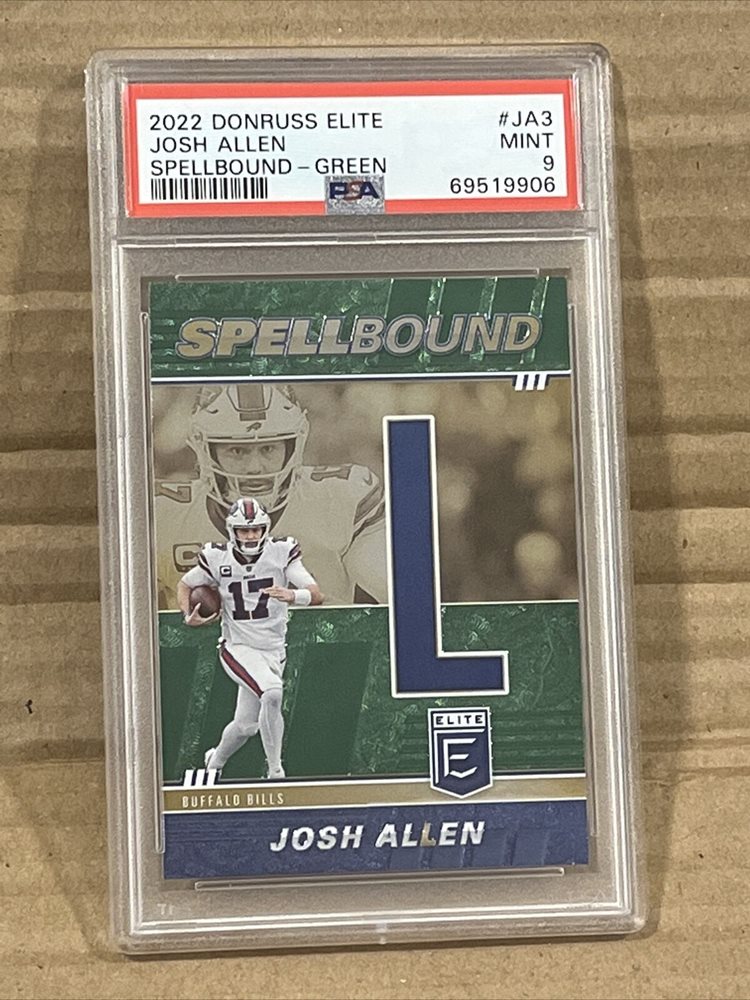 2022 DONRUSS ELITE #JA3
JOSH ALLEN MINT
SPELLBOUND – GREEN 9
PSA 69519906
SPELLBOUND
17
C
C
17
L
ELITE
E
BUFFALO BILLS
JOSH ALLEN